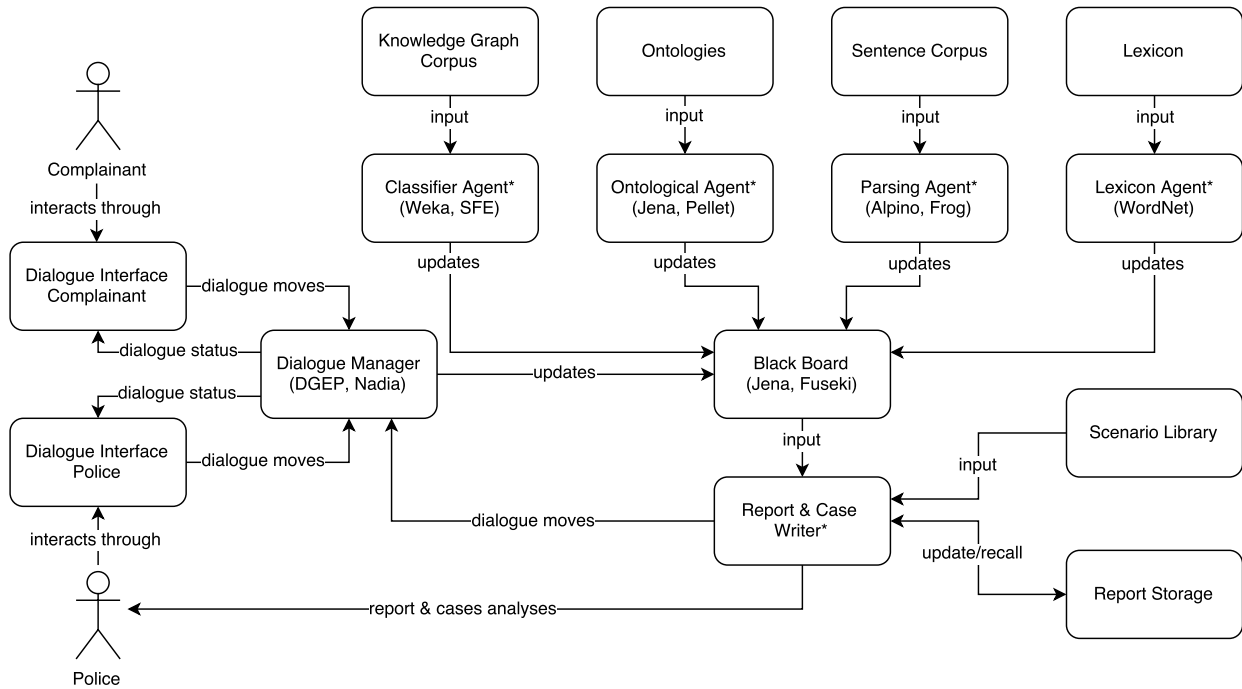 Knowledge Graph
Corpus
Ontologies
Sentence Corpus
Lexicon
input
input
input
input
Complainant
interacts through
Classifier Agent*
(Weka, SFE)
Ontological Agent*
(Jena, Pellet)
Parsing Agent*
(Alpino, Frog)
Lexicon Agent*
(WordNet)
updates
updates
updates
updates
Dialogue Interface
Complainant
dialogue moves
dialogue status
Dialogue Manager
(DGEP, Nadia)
updates
Black Board
(Jena, Fuseki)
dialogue status
Dialogue Interface
Police
dialogue moves
input
Scenario Library
input
interacts through
dialogue moves
Report & Case
Writer*
update/recall
Report Storage
report & cases analyses
Police